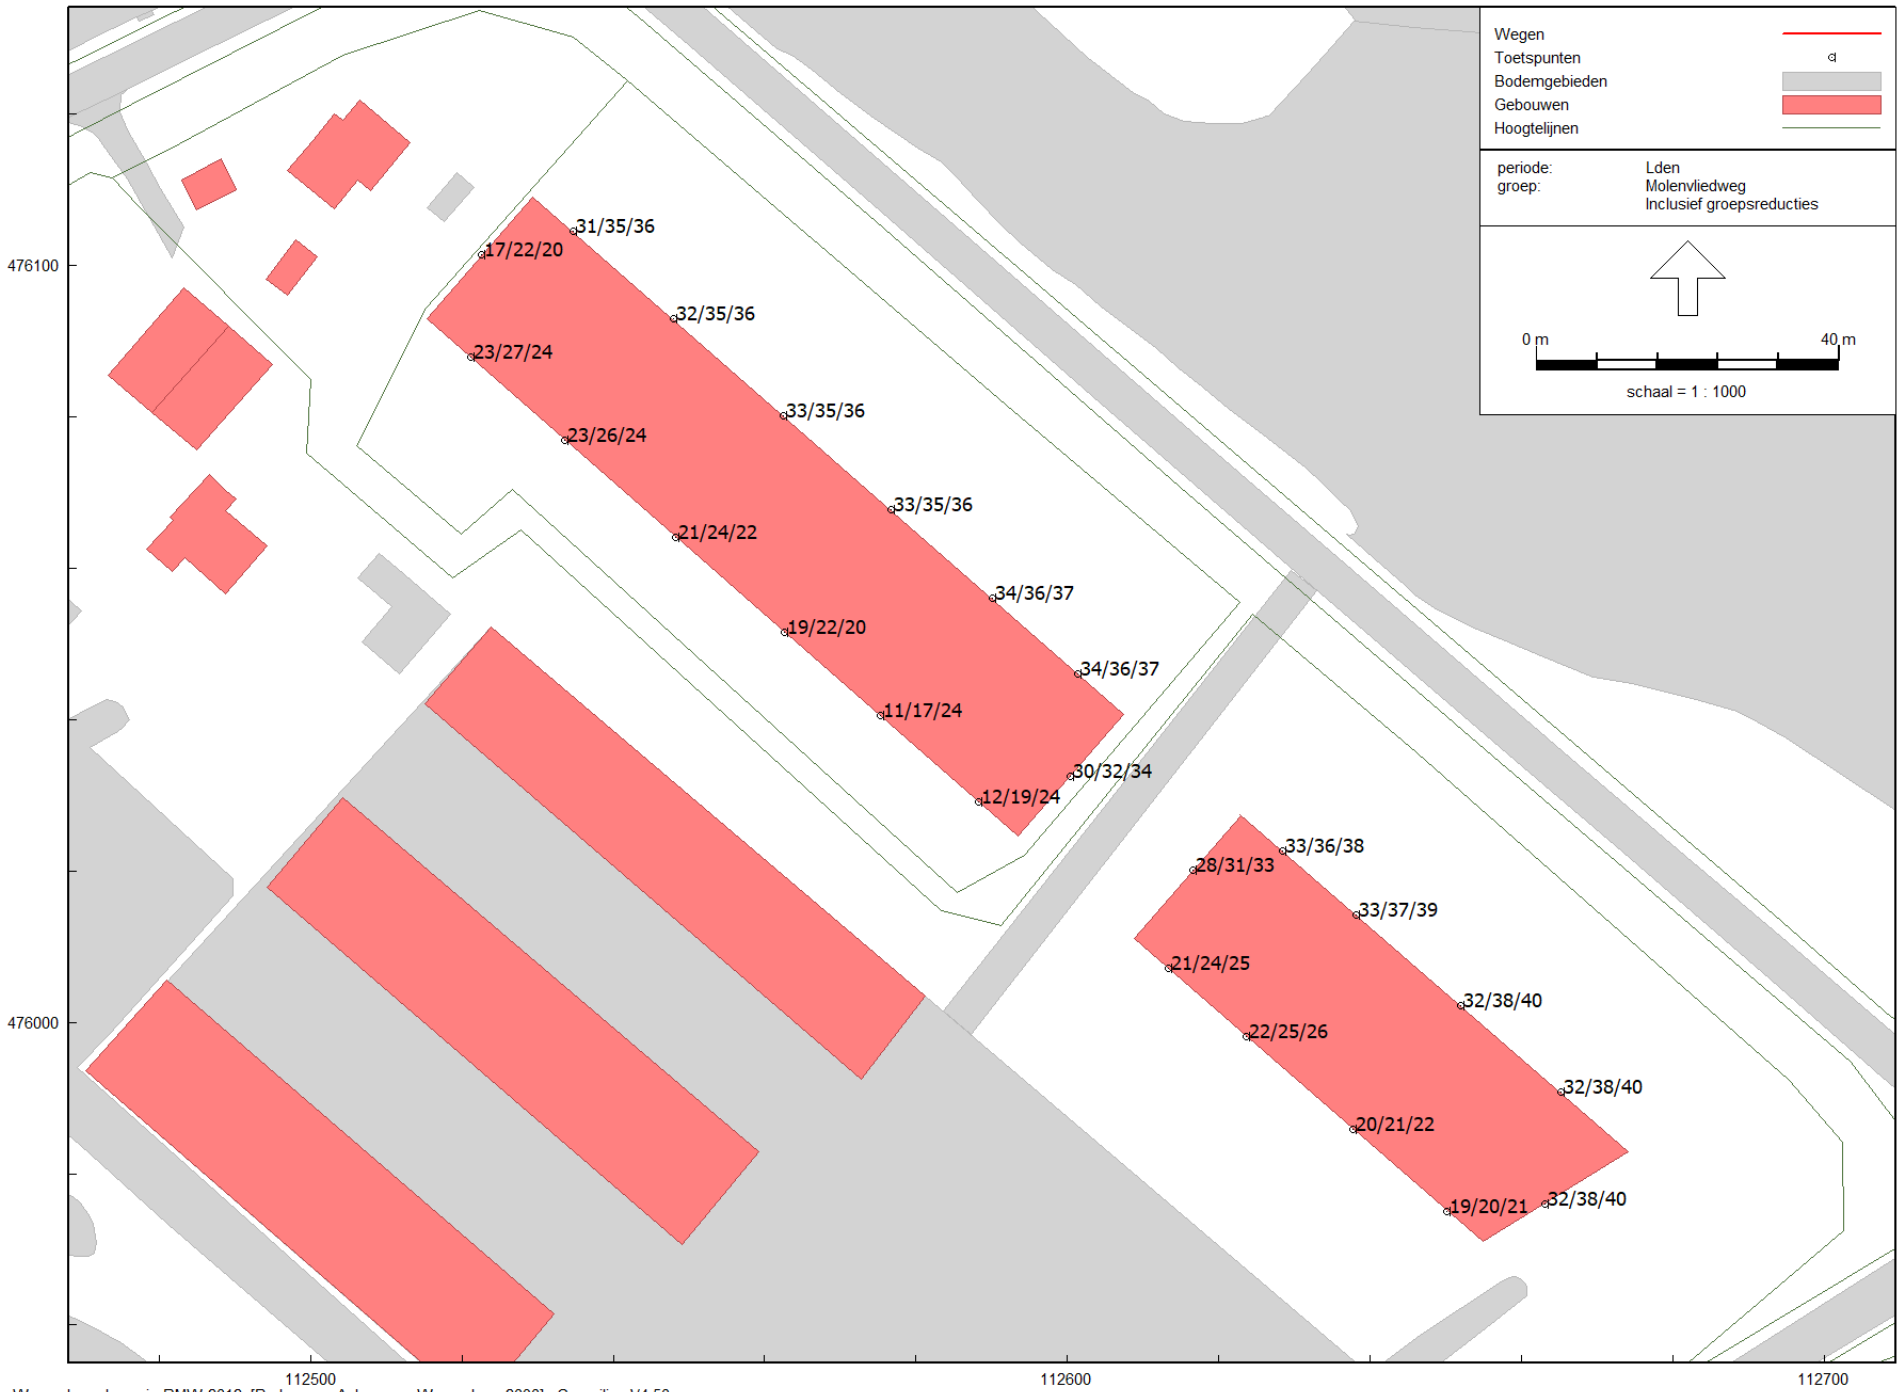 Wegen
Toetspunten
Bodemgebieden
Gebouwen
Hoogtelijnen
periode: Lden
groep: Molenvliedweg
Inclusief groepsreducties
0 m 40 m
schaal = 1 : 1000
31/35/36
17/22/20
476100
32/35/36
23/27/24
33/35/36
23/26/24
33/35/36
21/24/22
34/36/37
19/22/20
34/36/37
11/17/24
30/32/34
12/19/24
33/36/38
28/31/33
33/37/39
21/24/25
32/38/40
476000
22/25/26
32/38/40
20/21/22
32/38/40
19/20/21
112500 112600 112700